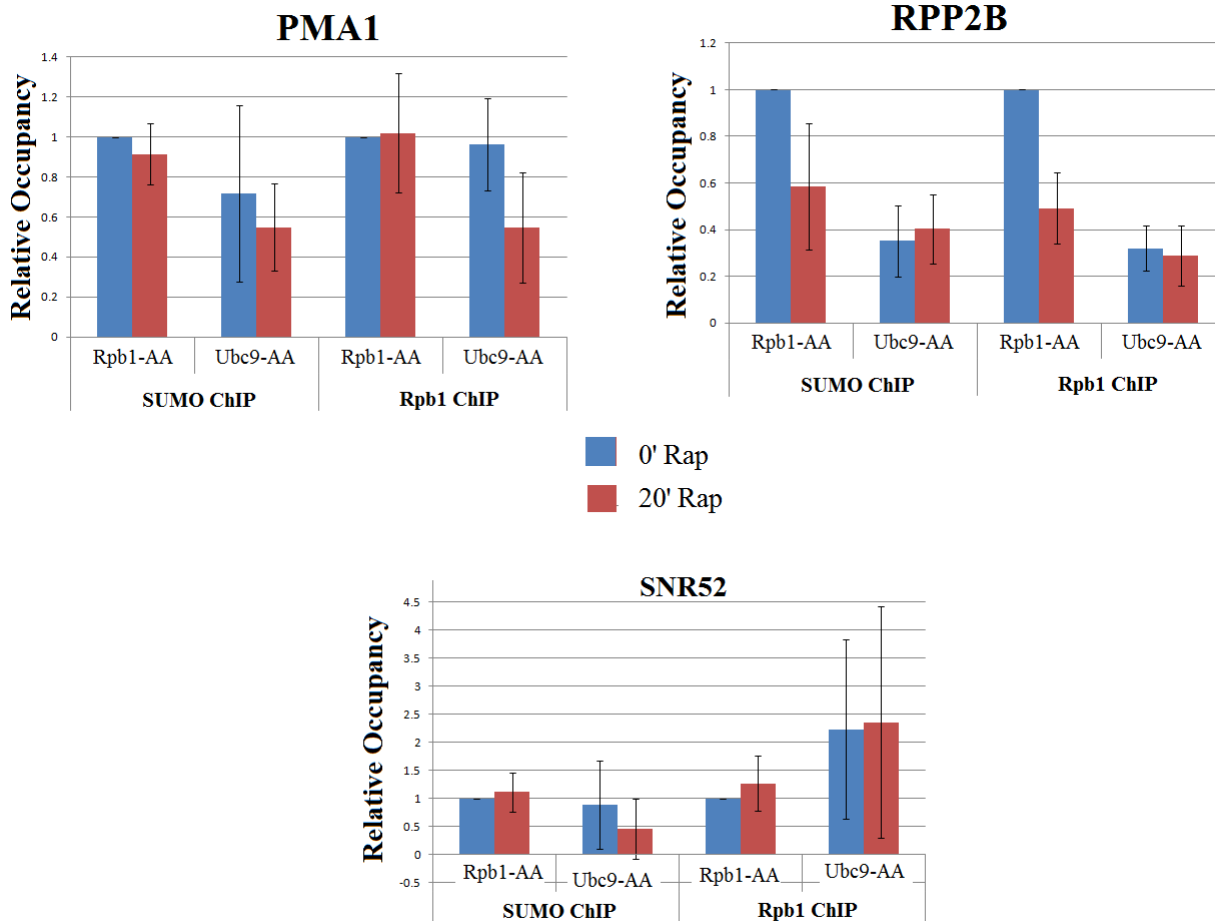 PMA1
1.4
1.2
1
0.8
0.6
0.4
0.2
0
Relative Occupancy
Rpb1-AA Ubc9-AA Rpb1-AA Ubc9-AA
SUMO ChIP Rpb1 ChIP
RPP2B
1.2
1
0.8
0.6
0.4
0.2
0
Relative Occupancy
Rpb1-AA Ubc9-AA Rpb1-AA Ubc9-AA
SUMO ChIP Rpb1 ChIP
0' Rap
20' Rap
SNR52
4.5
4
3.5
3
2.5
2
1.5
1
0.5
0
-0.5
Relative Occupancy
Rpb1-AA Ubc9-AA Rpb1-AA Ubc9-AA
SUMO ChIP Rpb1 ChIP